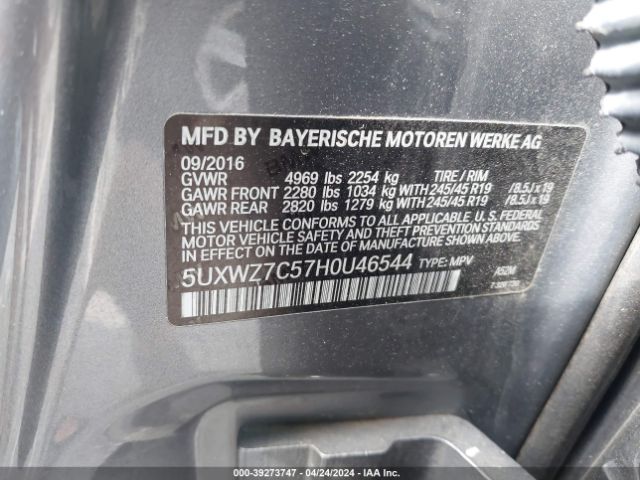 MFD BY BAYERISCHE MOTOREN WERKE AG
09/2016
GVWR 4969 lbs 2254 kg TIRE / RIM
GAWR FRONT 2280 lbs 1034 kg WITH 245/45 R19 /8.5J x 19
GAWR REAR 2820 lbs 1279 kg WITH 245/45 R19 /8.5J x 19
THIS VEHICLE CONFORMS TO ALL APPLICABLE U. S. FEDERAL
MOTOR VEHICLE SAFETY, BUMPER, AND THEFT PREVENTION
STANDARDS IN EFFECT ON THE
DATE OF MANUFACTURE SHOWN ABOVE.
5UXWZ7C57H0U46544 TYPE: MPV
A52M
000-39273747 - 04/24/2024 - IAA Inc.